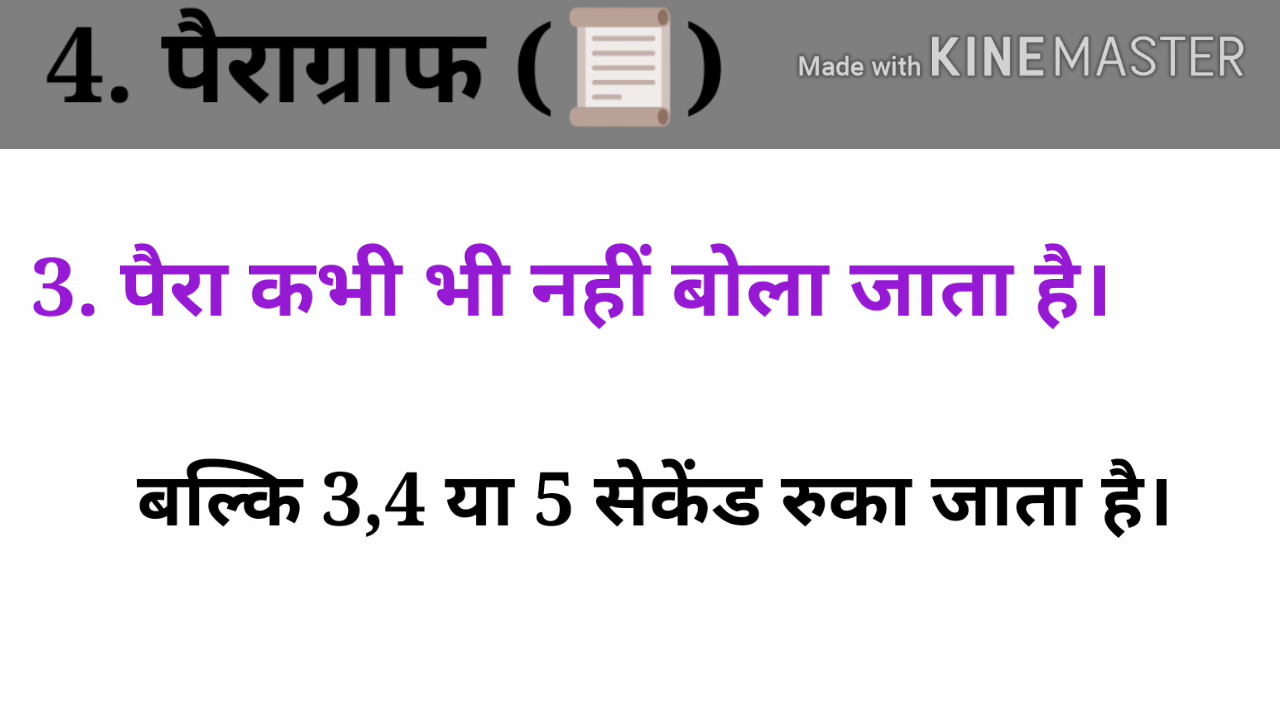 4. पैराग्राफ (📜)
Made with KINEMASTER
3. पैरा कभी भी नहीं बोला जाता है।
बल्कि 3,4 या 5 सेकेंड रुका जाता है।